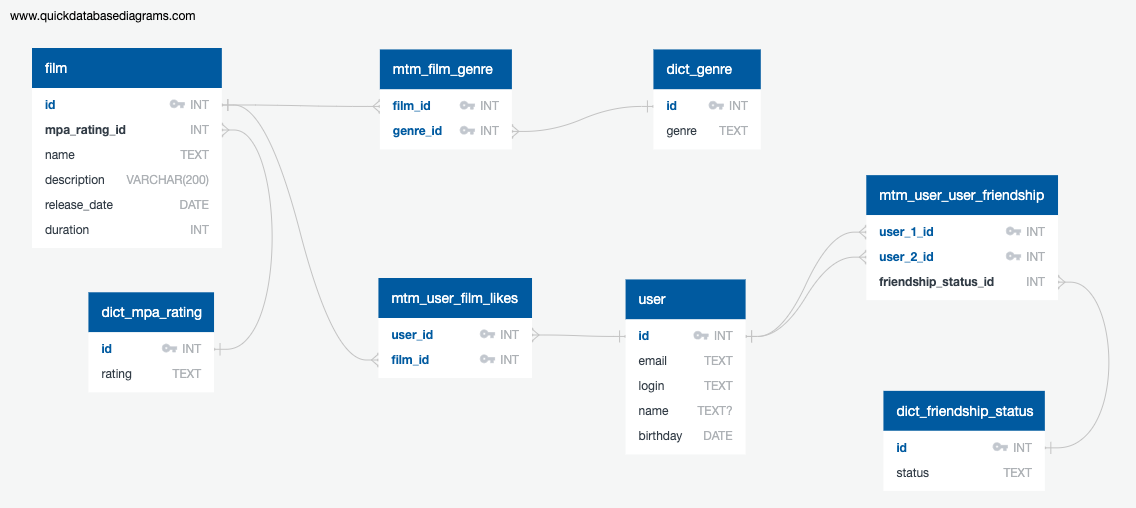 www.quickdatabasediagrams.com
film
id INT
mpa_rating_id INT
name TEXT
description VARCHAR(200)
release_date DATE
duration INT
mtm_film_genre
film_id INT
genre_id INT
dict_genre
id INT
genre TEXT
mtm_user_user_friendship
user_1_id INT
user_2_id INT
friendship_status_id INT
dict_mpa_rating
id INT
rating TEXT
mtm_user_film_likes
user_id INT
film_id INT
user
id INT
email TEXT
login TEXT
name TEXT?
birthday DATE
dict_friendship_status
id INT
status TEXT